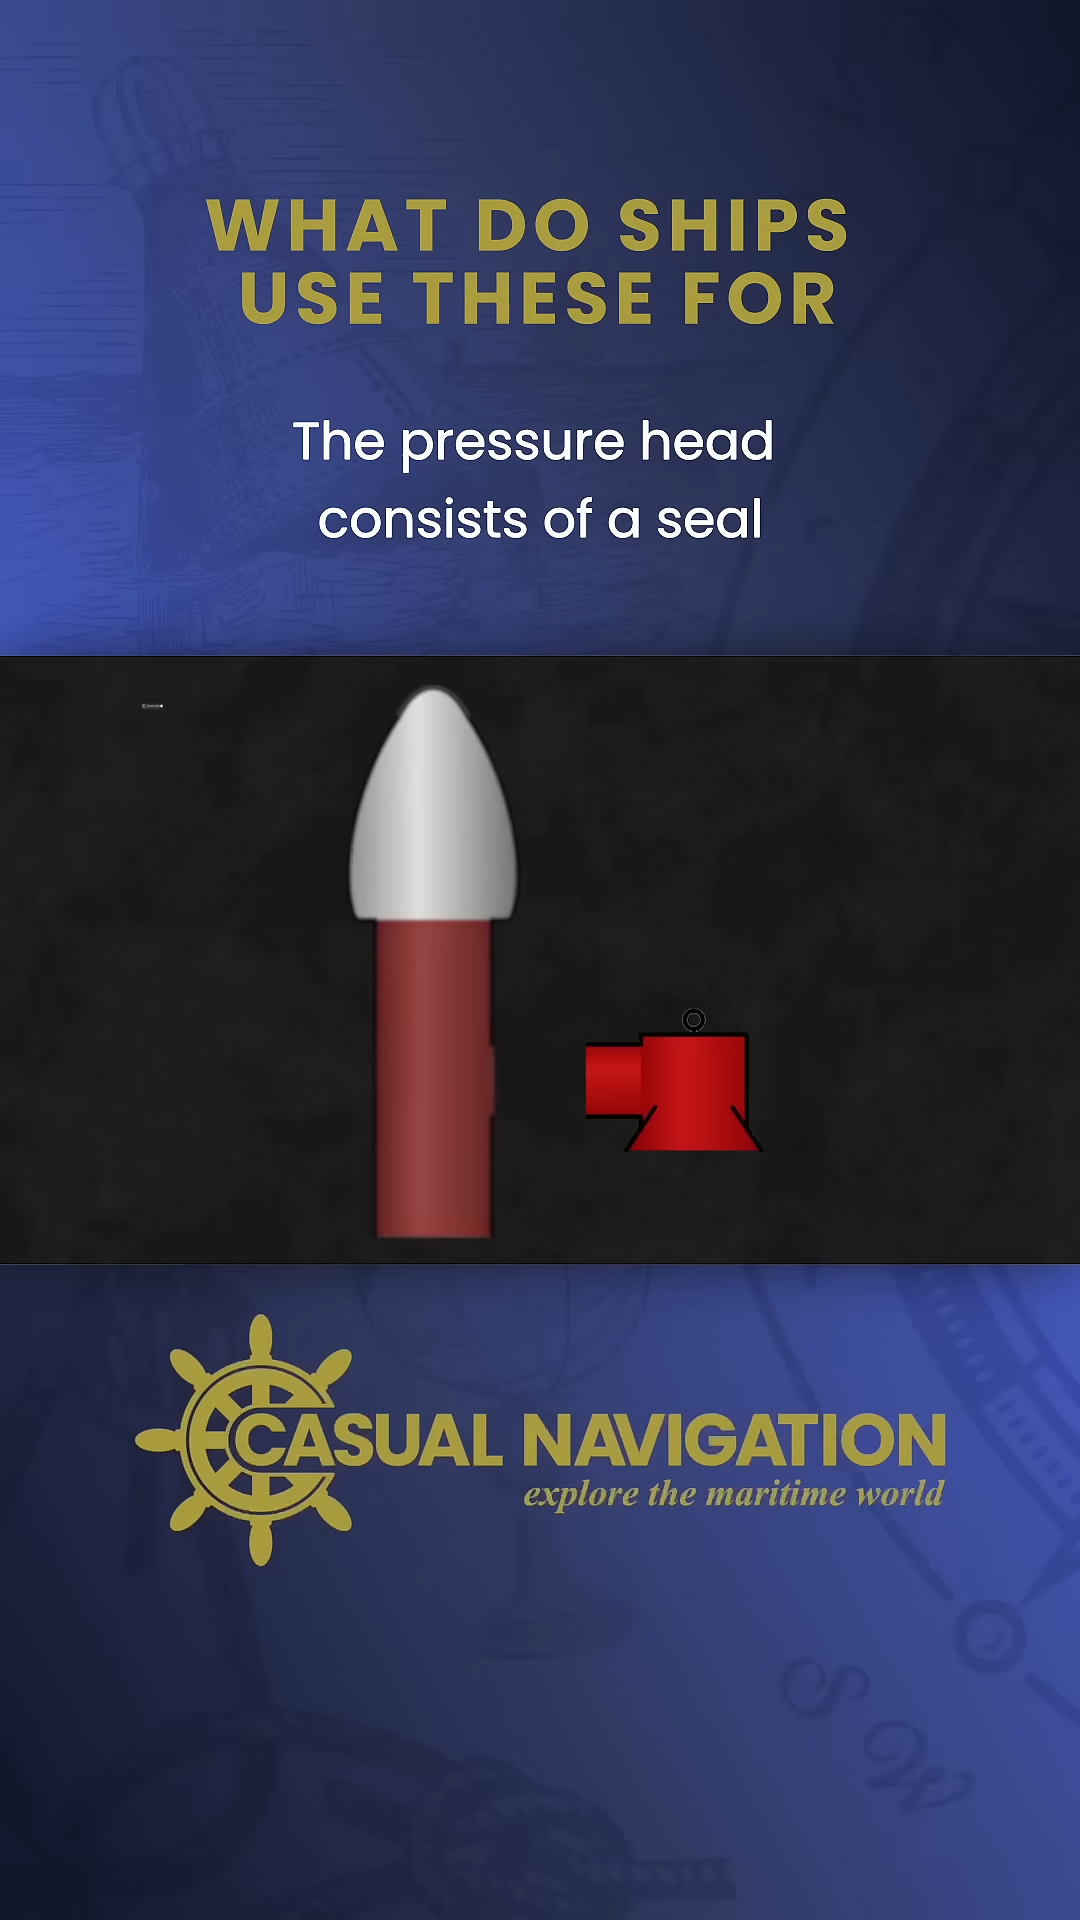 WHAT DO SHIPS
USE THESE FOR
The pressure head
consists of a seal
CASUAL NAVIGATION
explore the maritime world
S W